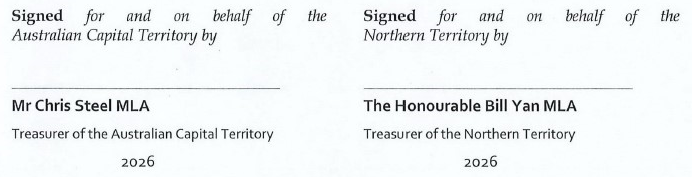 Signed for and on behalf of the
Australian Capital Territory by
Mr Chris Steel MLA
Treasurer of the Australian Capital Territory
2026
Signed for and on behalf of the
Northern Territory by
The Honourable Bill Yan MLA
Treasurer of the Northern Territory
2026